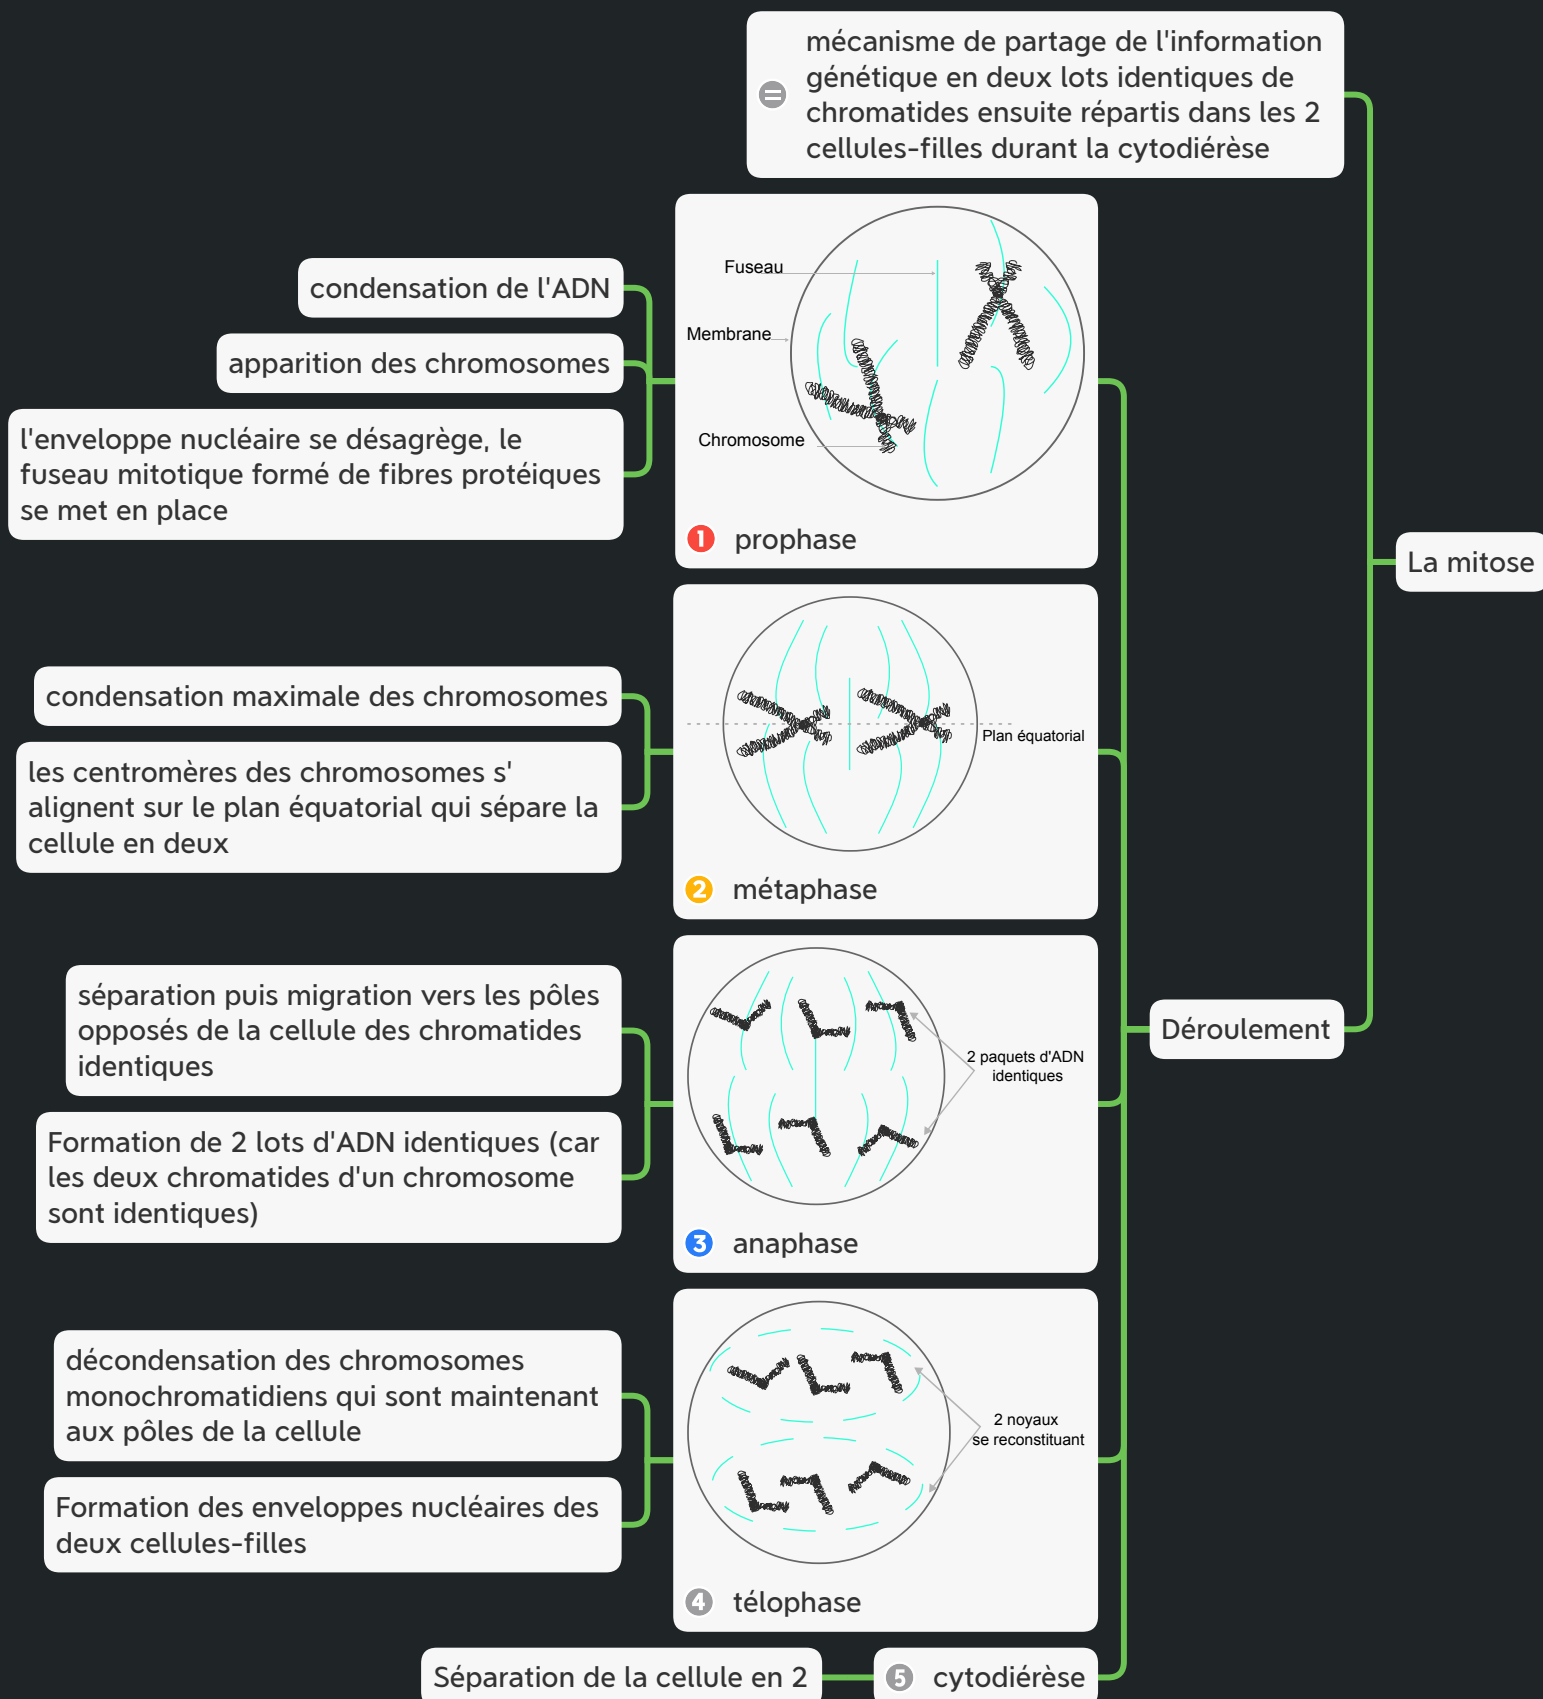 mécanisme de partage de l'information
génétique en deux lots identiques de
chromatides ensuite répartis dans les 2
cellules-filles durant la cytodiérèse
La mitose
Déroulement
Fuseau
Membrane
Chromosome
1 prophase
condensation de l'ADN
apparition des chromosomes
l'enveloppe nucléaire se désagrège, le
fuseau mitotique formé de fibres protéiques
se met en place
Plan équatorial
2 métaphase
condensation maximale des chromosomes
les centromères des chromosomes s'
alignent sur le plan équatorial qui sépare la
cellule en deux
2 paquets d'ADN
identiques
3 anaphase
séparation puis migration vers les pôles
opposés de la cellule des chromatides
identiques
Formation de 2 lots d'ADN identiques (car
les deux chromatides d'un chromosome
sont identiques)
2 noyaux
se reconstituant
4 télophase
décondensation des chromosomes
monochromatidiens qui sont maintenant
aux pôles de la cellule
Formation des enveloppes nucléaires des
deux cellules-filles
5 cytodiérèse
Séparation de la cellule en 2